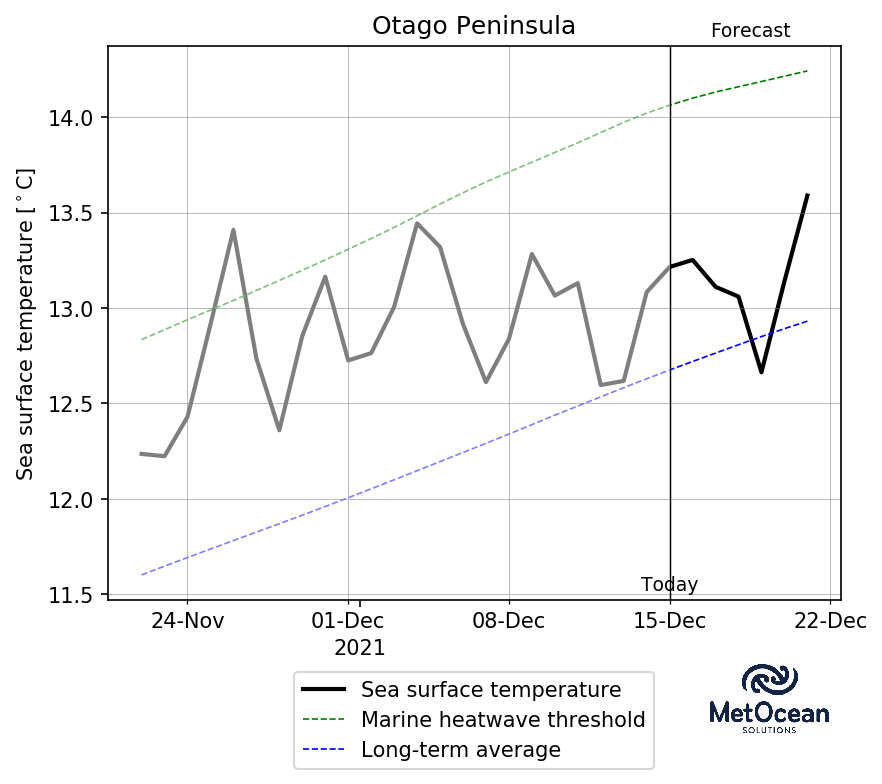 Otago Peninsula
Forecast
Sea surface temperature [°C]
14.0
13.5
13.0
12.5
12.0
11.5
Today
24-Nov
01-Dec
08-Dec
15-Dec
22-Dec
2021
Sea surface temperature
Marine heatwave threshold
Long-term average
MetOcean
SOLUTIONS